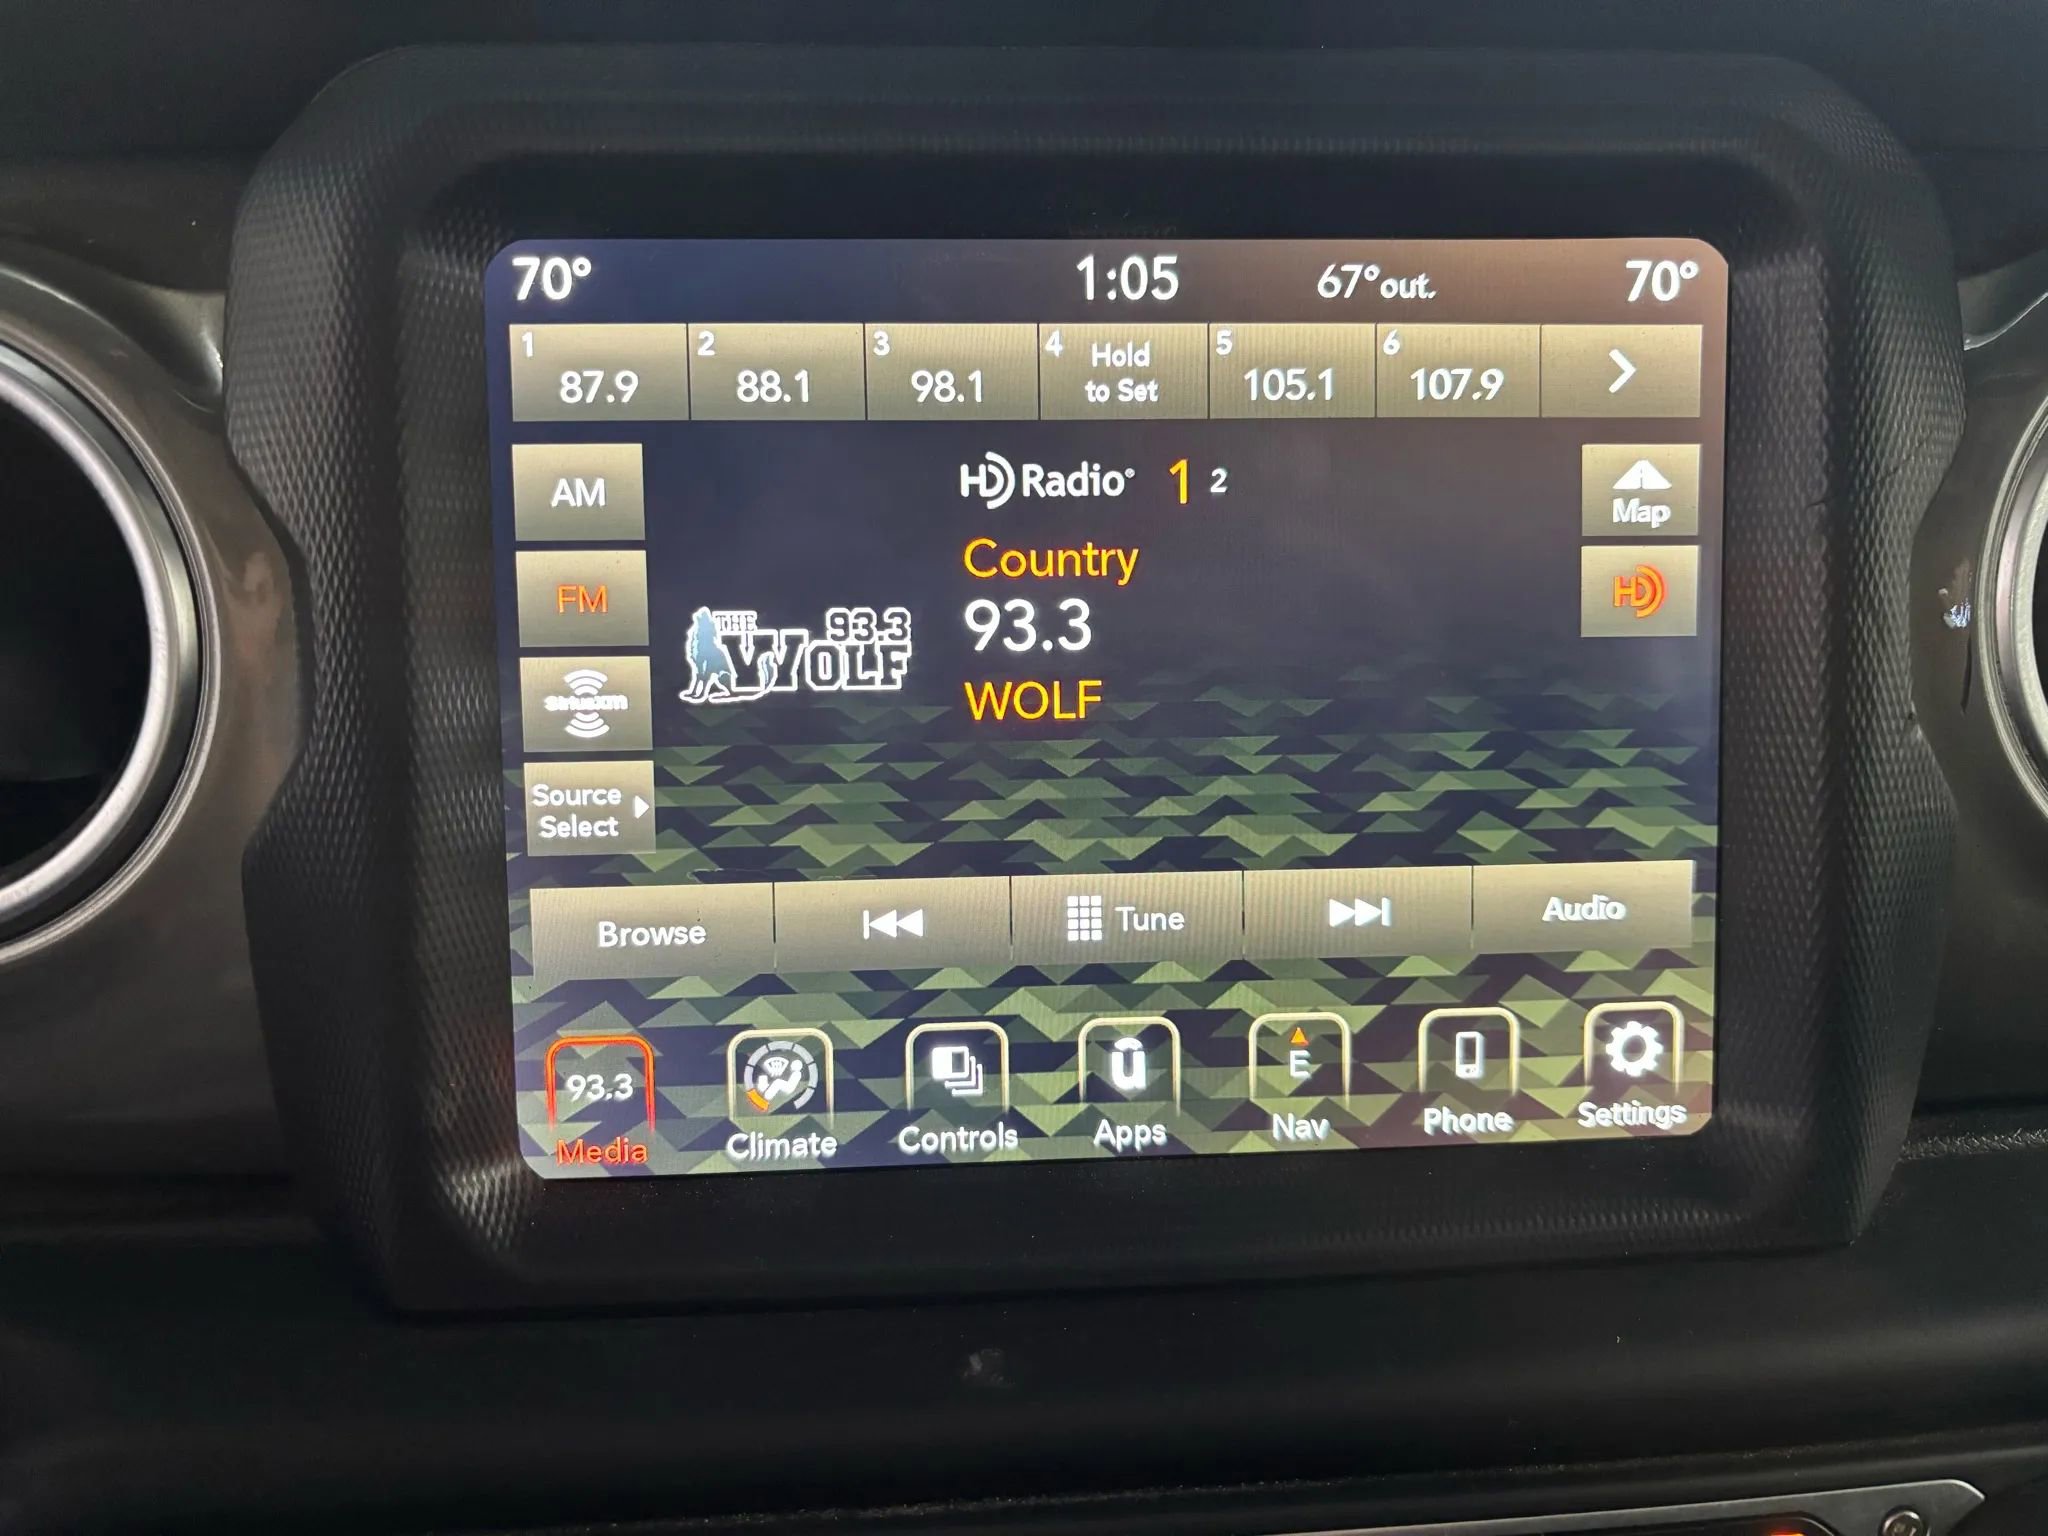 70° 1:05 67° out. 70°
1 2 3 4 Hold 5 6
87.9 88.1 98.1 to Set 105.1 107.9
AM
FM
SiriusXM
Source
Select
HD Radio® 1 2
Country
93.3
WOLF
THE 93.3
WOLF
Map
HD
Browse Tune Audio
93.3 E
Media Climate Controls Apps Nav Phone Settings